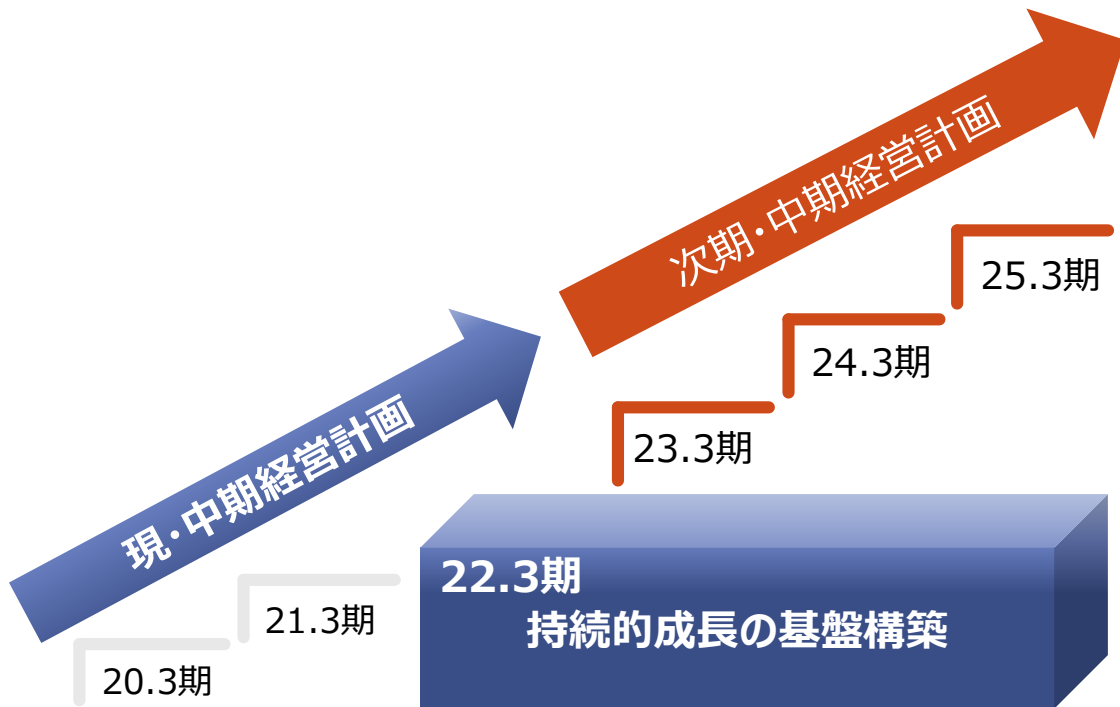 次期・中期経営計画
25.3期
24.3期
23.3期
現・中期経営計画
22.3期
持続的成長の基盤構築
21.3期
20.3期